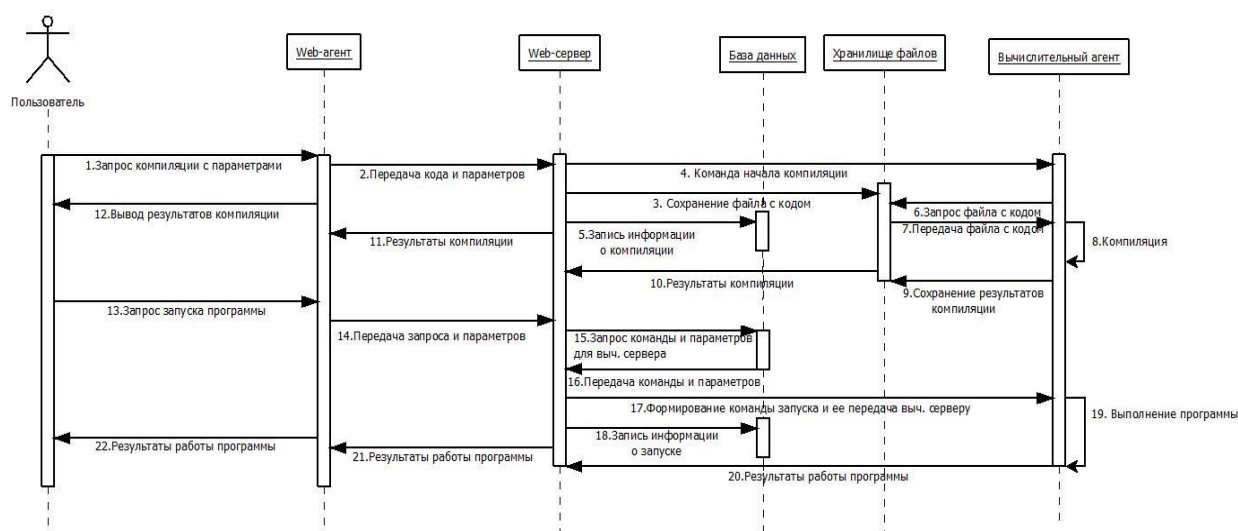 Пользователь
Web-агент
Web-сервер
База данных
Хранилище файлов
Вычислительный агент
1.Запрос компиляции с параметрами
2.Передача кода и параметров
4. Команда начала компиляции
3. Сохранение файла с кодом
6.Запрос файла с кодом
7.Передача файла с кодом
8.Компиляция
12.Вывод результатов компиляции
11.Результаты компиляции
5.Запись информации
о компиляции
10.Результаты компиляции
9.Сохранение результатов
компиляции
13.Запрос запуска программы
14.Передача запроса и параметров
15.Запрос команды и параметров
для выч. сервера
16.Передача команды и параметров
17.Формирование команды запуска и ее передача выч. серверу
19. Выполнение программы
18.Запись информации
о запуске
22.Результаты работы программы
21.Результаты работы программы
20.Результаты работы программы